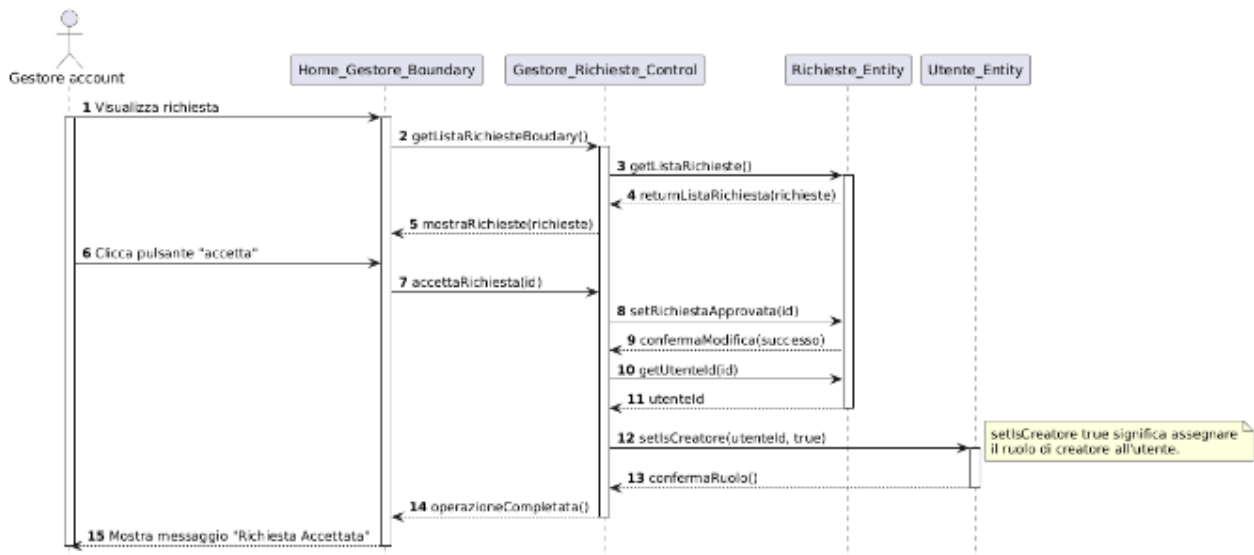 Gestore account
Home_Gestore_Boundary
Gestore_Richieste_Control
Richieste_Entity
Utente_Entity
1 Visualizza richiesta
2 getListaRichiesteBoudary()
3 getListaRichieste()
4 returnListaRichiesta(richieste)
5 mostraRichieste(richieste)
6 Clicca pulsante "accetta"
7 accettaRichiesta(id)
8 setRichiestaApprovata(id)
9 confermaModifica(successo)
10 getUtenteId(id)
11 utenteId
12 setIsCreatore(utenteId, true)
setIsCreatore true significa assegnare
il ruolo di creatore all'utente.
13 confermaRuolo()
14 operazioneCompletata()
15 Mostra messaggio "Richiesta Accettata"